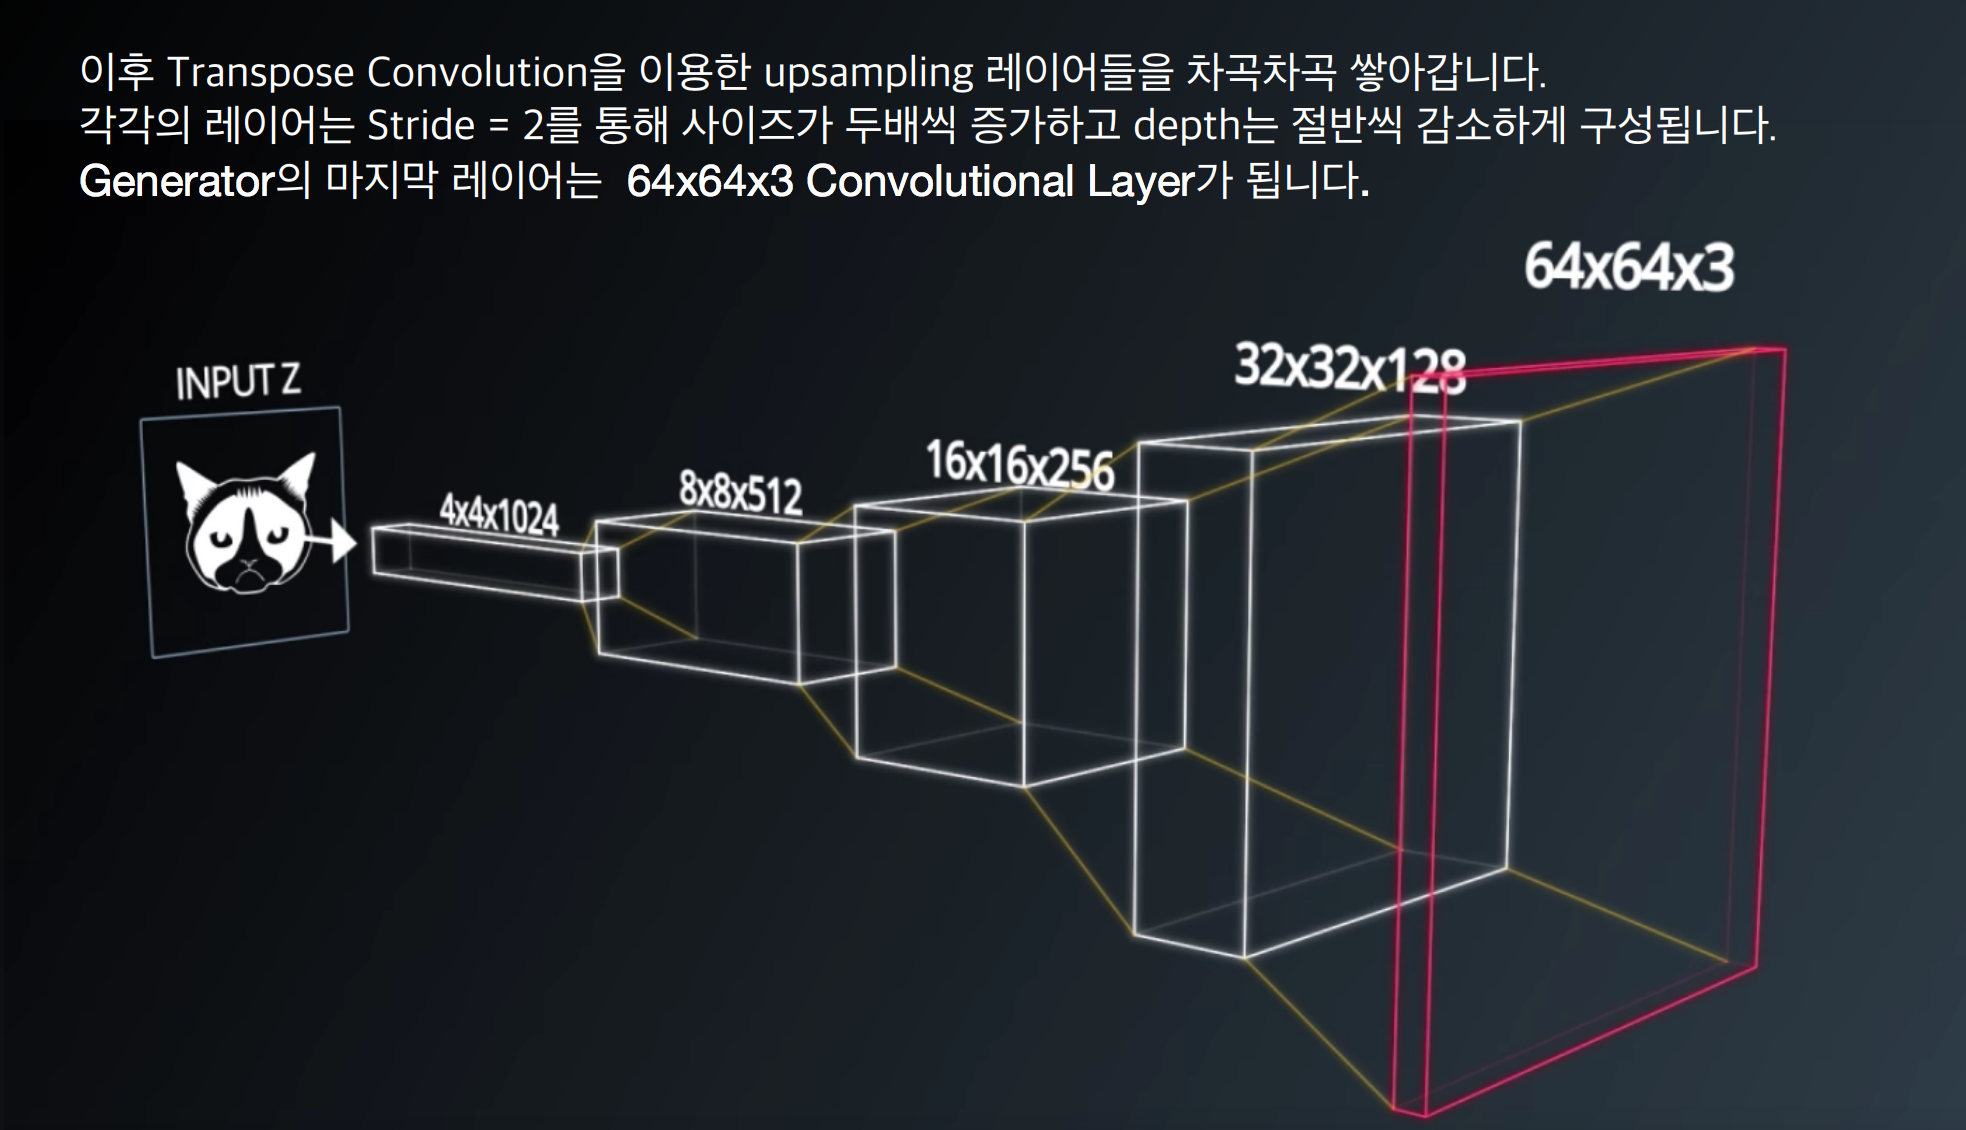 이후 Transpose Convolution을 이용한 upsampling 레이어들을 차곡차곡 쌓아갑니다.
각각의 레이어는 Stride = 2를 통해 사이즈가 두배씩 증가하고 depth는 절반씩 감소하게 구성됩니다.
Generator의 마지막 레이어는 64x64x3 Convolutional Layer가 됩니다.
64x64x3
32x32x128
INPUT Z
16x16x256
8x8x512
4x4x1024